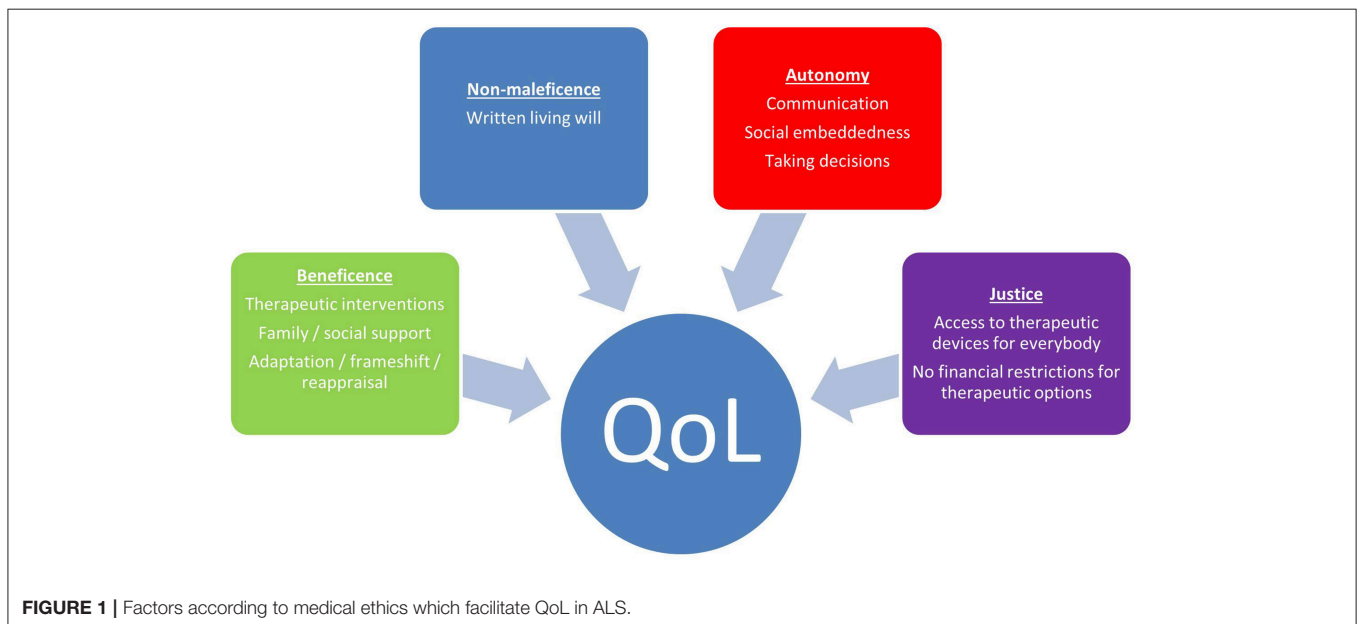 Non-maleficence
Written living will
Autonomy
Communication
Social embeddedness
Taking decisions
Beneficence
Therapeutic interventions
Family / social support
Adaptation / frameshift /
reappraisal
Justice
Access to therapeutic
devices for everybody
No financial restrictions for
therapeutic options
QoL
FIGURE 1 | Factors according to medical ethics which facilitate QoL in ALS.